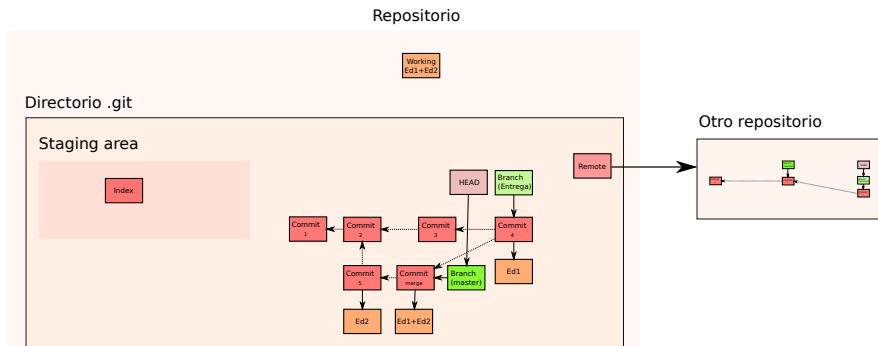 Repositorio
Working
Ed1+Ed2
Directorio .git
Otro repositorio
Staging area
Remote
HEAD
Branch
(Entrega)
Index
Commit
1
Commit
2
Commit
3
Commit
4
Commit
5
Commit
merge
Branch
(master)
Ed1
Ed2
Ed1+Ed2